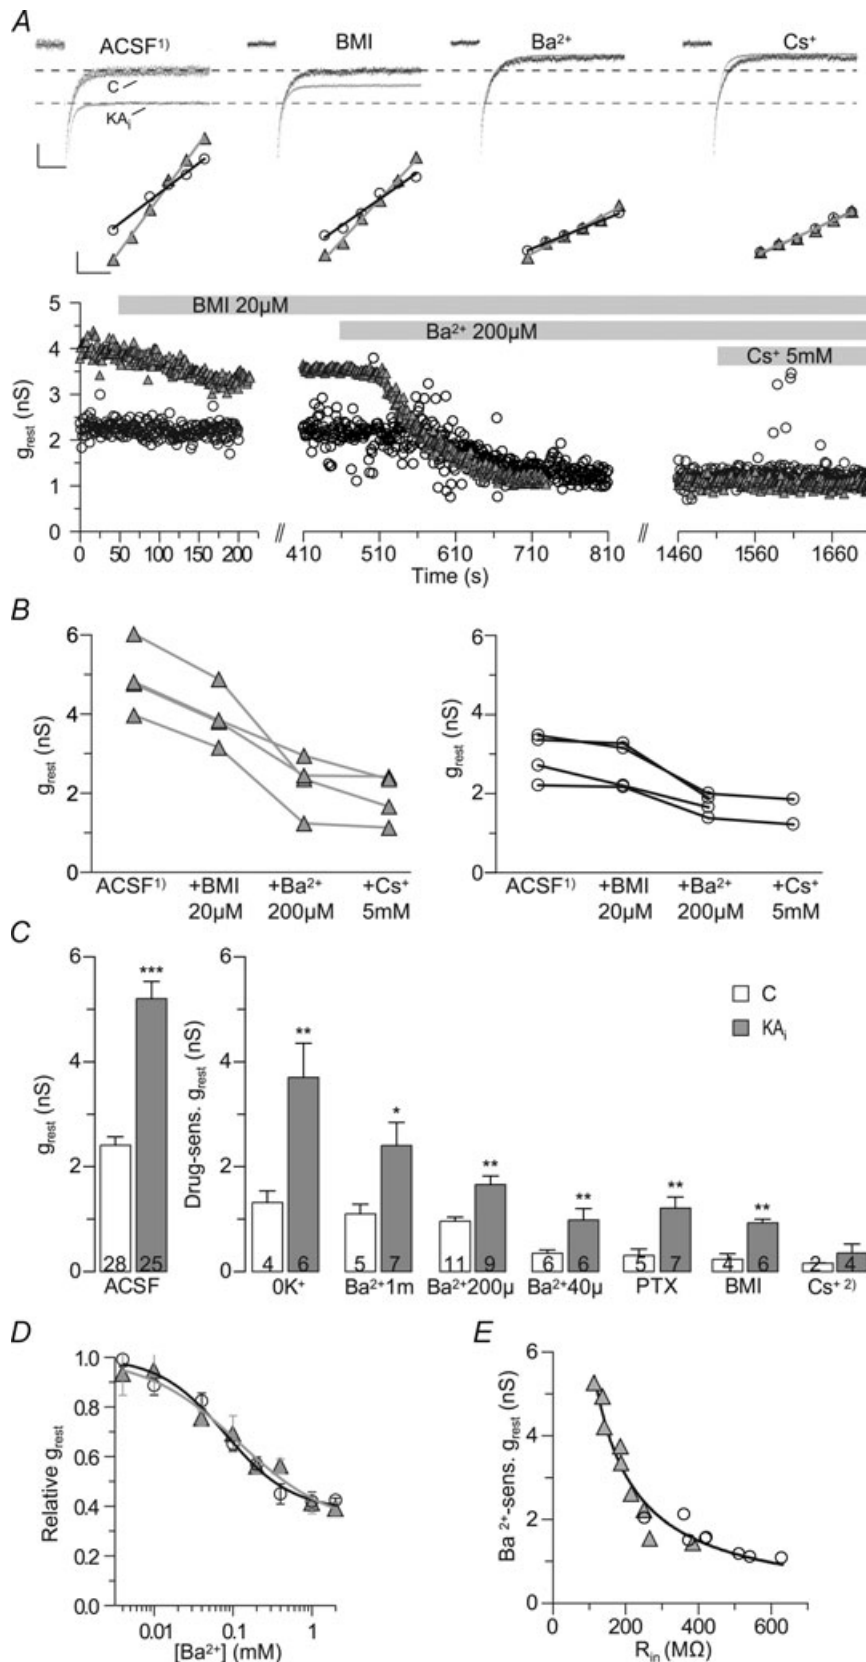 A
ACSF1) BMI Ba2+ Cs+
C
KAi
BMI 20µM
Ba2+ 200µM
Cs+ 5mM
grest (nS)
5
4
3
2
1
0
0 50 100 150 200 410 510 610 710 810 1460 1560 1660
Time (s)
B
grest (nS)
6
4
2
0
ACSF1) +BMI 20µM +Ba2+ 200µM +Cs+ 5mM
grest (nS)
6
4
2
0
ACSF1) +BMI 20µM +Ba2+ 200µM +Cs+ 5mM
C
grest (nS)
6
4
2
0
***
28 25
ACSF
Drug-sens. grest (nS)
6
4
2
0
** * ** ** ** **
C
KAi
4 6 5 7 11 9 6 6 5 7 4 6 2 4
0K+ Ba2+1m Ba2+200µ Ba2+40µ PTX BMI Cs+ 2)
D
Relative grest
1.0
0.8
0.6
0.4
0.2
0.0
0.01 0.1 1
[Ba2+] (mM)
E
Ba 2+-sens. grest (nS)
6
4
2
0
0 200 400 600
Rin (MΩ)